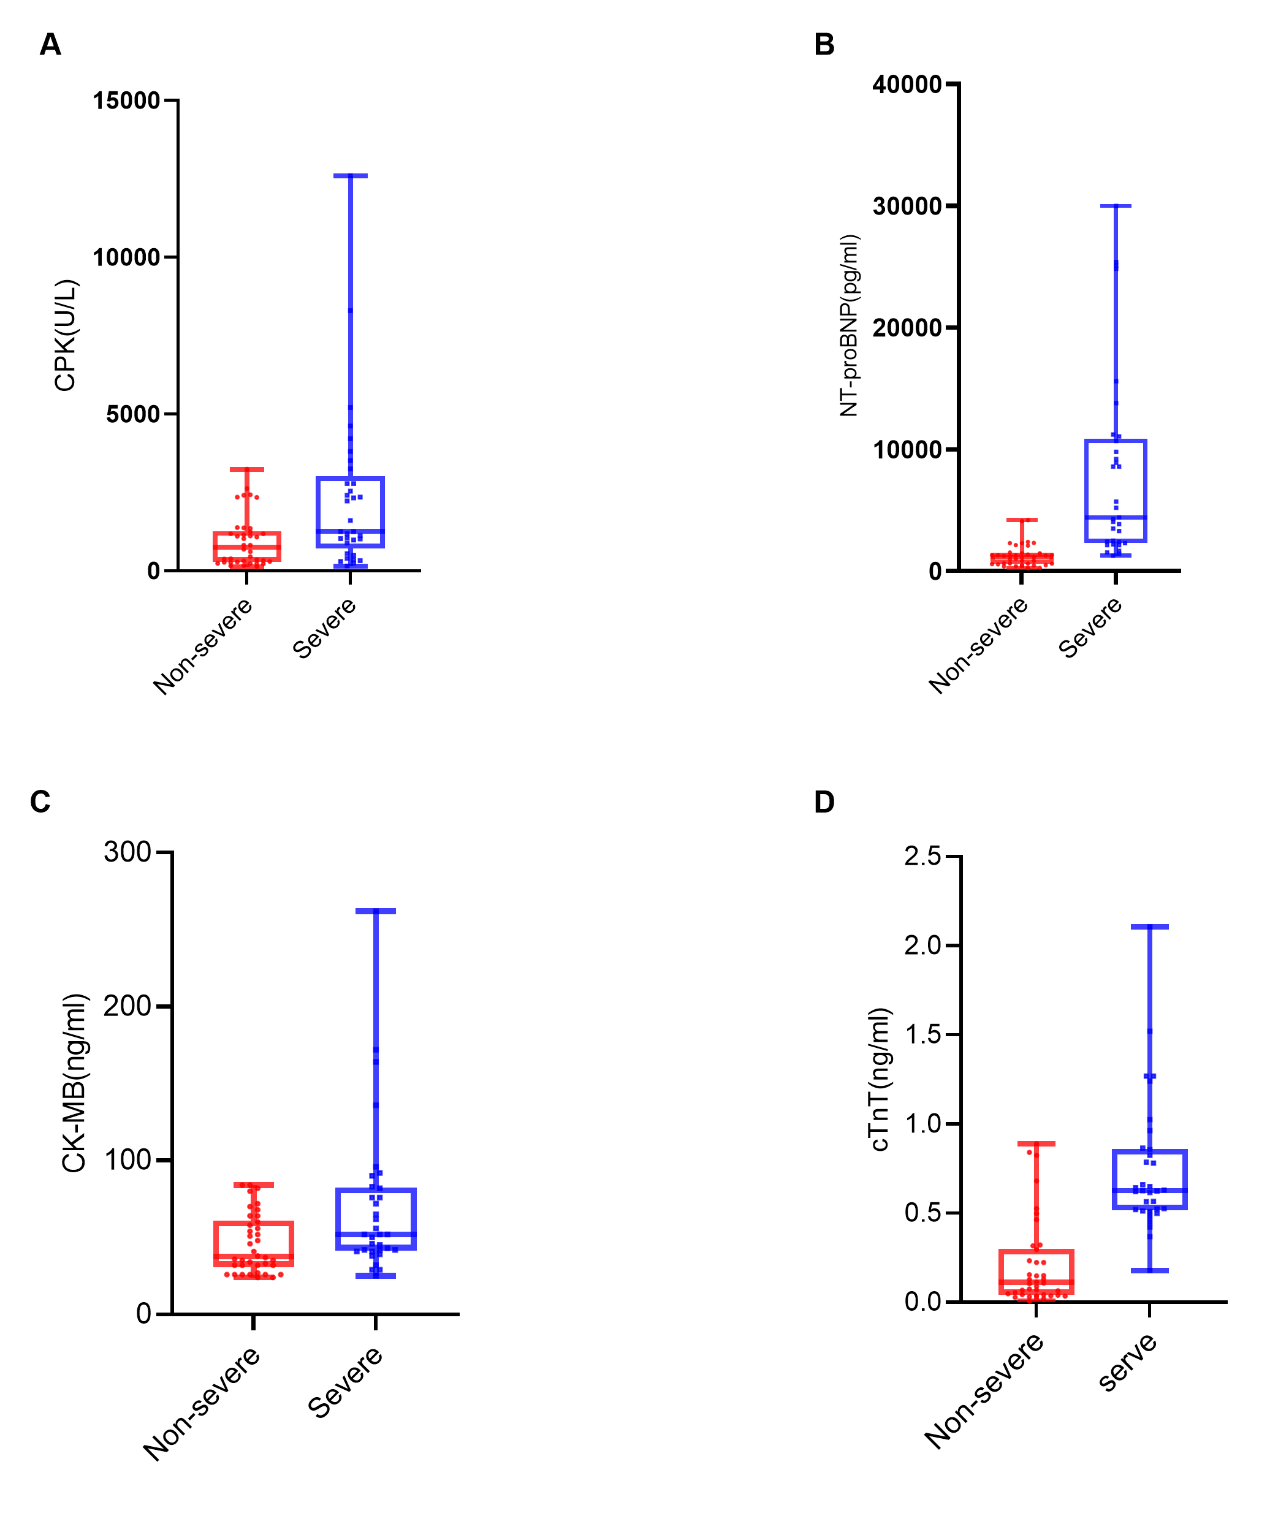 A
CPK(U/L)
15000
10000
5000
0
Non-severe
Severe
B
NT-proBNP(pg/ml)
40000
30000
20000
10000
0
Non-severe
Severe
C
CK-MB(ng/ml)
300
200
100
0
Non-severe
Severe
D
cTnT(ng/ml)
2.5
2.0
1.5
1.0
0.5
0.0
Non-severe
serve